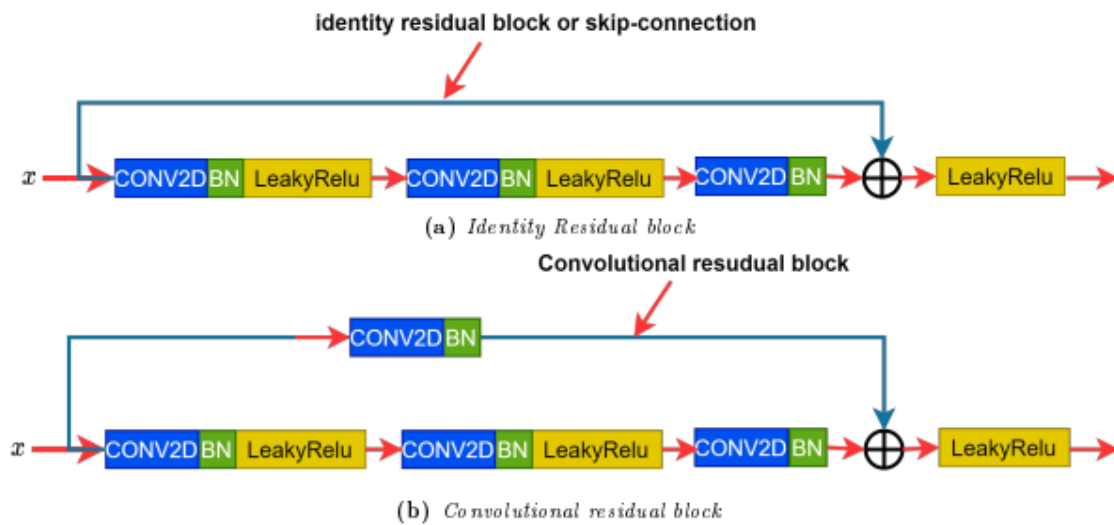 identity residual block or skip-connection
x CONV2D BN LeakyRelu CONV2D BN LeakyRelu CONV2D BN LeakyRelu
(a) Identity Residual block
Convolutional resudual block
CONV2D BN
x CONV2D BN LeakyRelu CONV2D BN LeakyRelu CONV2D BN LeakyRelu
(b) Convolutional residual block